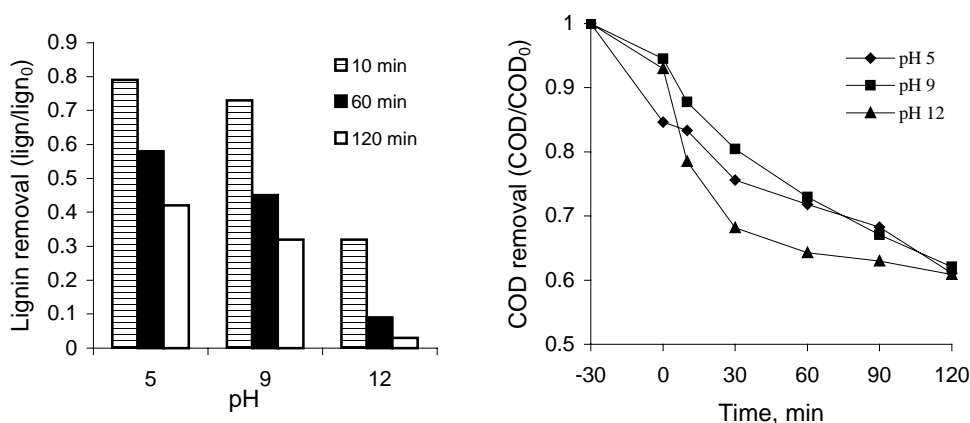 Lignin removal (lign/lign₀)
0.9
0.8
0.7
0.6
0.5
0.4
0.3
0.2
0.1
0
10 min
60 min
120 min
5 9 12
pH
COD removal (COD/COD₀)
1
0.9
0.8
0.7
0.6
0.5
pH 5
pH 9
pH 12
-30 0 30 60 90 120
Time, min